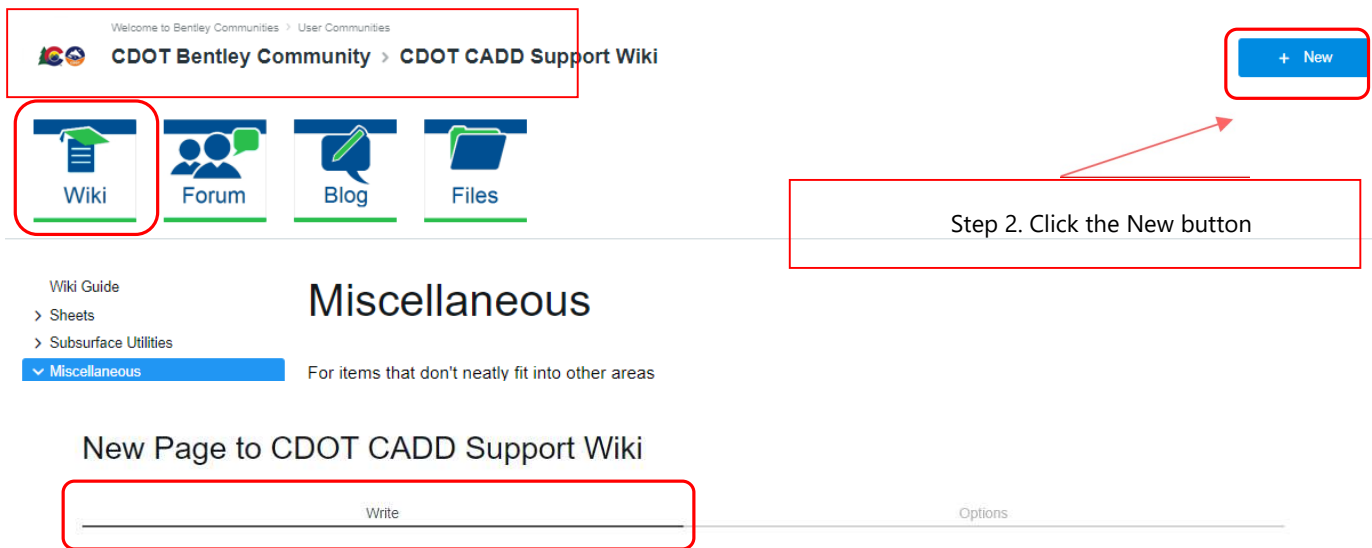 Welcome to Bentley Communities > User Communities
CDOT Bentley Community > CDOT CADD Support Wiki
+ New
Wiki
Forum
Blog
Files
Step 2. Click the New button
Wiki Guide
> Sheets
> Subsurface Utilities
Miscellaneous
Miscellaneous
For items that don't neatly fit into other areas
New Page to CDOT CADD Support Wiki
Write
Options